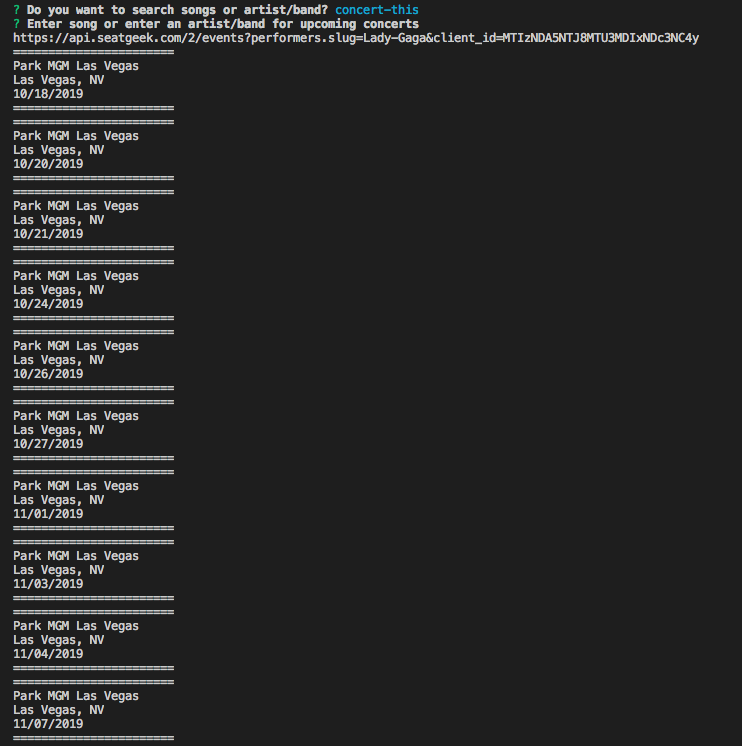 ? Do you want to search songs or artist/band? concert-this
? Enter song or enter an artist/band for upcoming concerts
https://api.seatgeek.com/2/events?performers.slug=Lady-Gaga&client_id=MTIzNDA5NTJ8MTU3MDIxNDc3NC4y
=======================
Park MGM Las Vegas
Las Vegas, NV
10/18/2019
=======================
=======================
Park MGM Las Vegas
Las Vegas, NV
10/20/2019
=======================
=======================
Park MGM Las Vegas
Las Vegas, NV
10/21/2019
=======================
=======================
Park MGM Las Vegas
Las Vegas, NV
10/24/2019
=======================
=======================
Park MGM Las Vegas
Las Vegas, NV
10/26/2019
=======================
=======================
Park MGM Las Vegas
Las Vegas, NV
10/27/2019
=======================
=======================
Park MGM Las Vegas
Las Vegas, NV
11/01/2019
=======================
=======================
Park MGM Las Vegas
Las Vegas, NV
11/03/2019
=======================
=======================
Park MGM Las Vegas
Las Vegas, NV
11/04/2019
=======================
=======================
Park MGM Las Vegas
Las Vegas, NV
11/07/2019
=======================